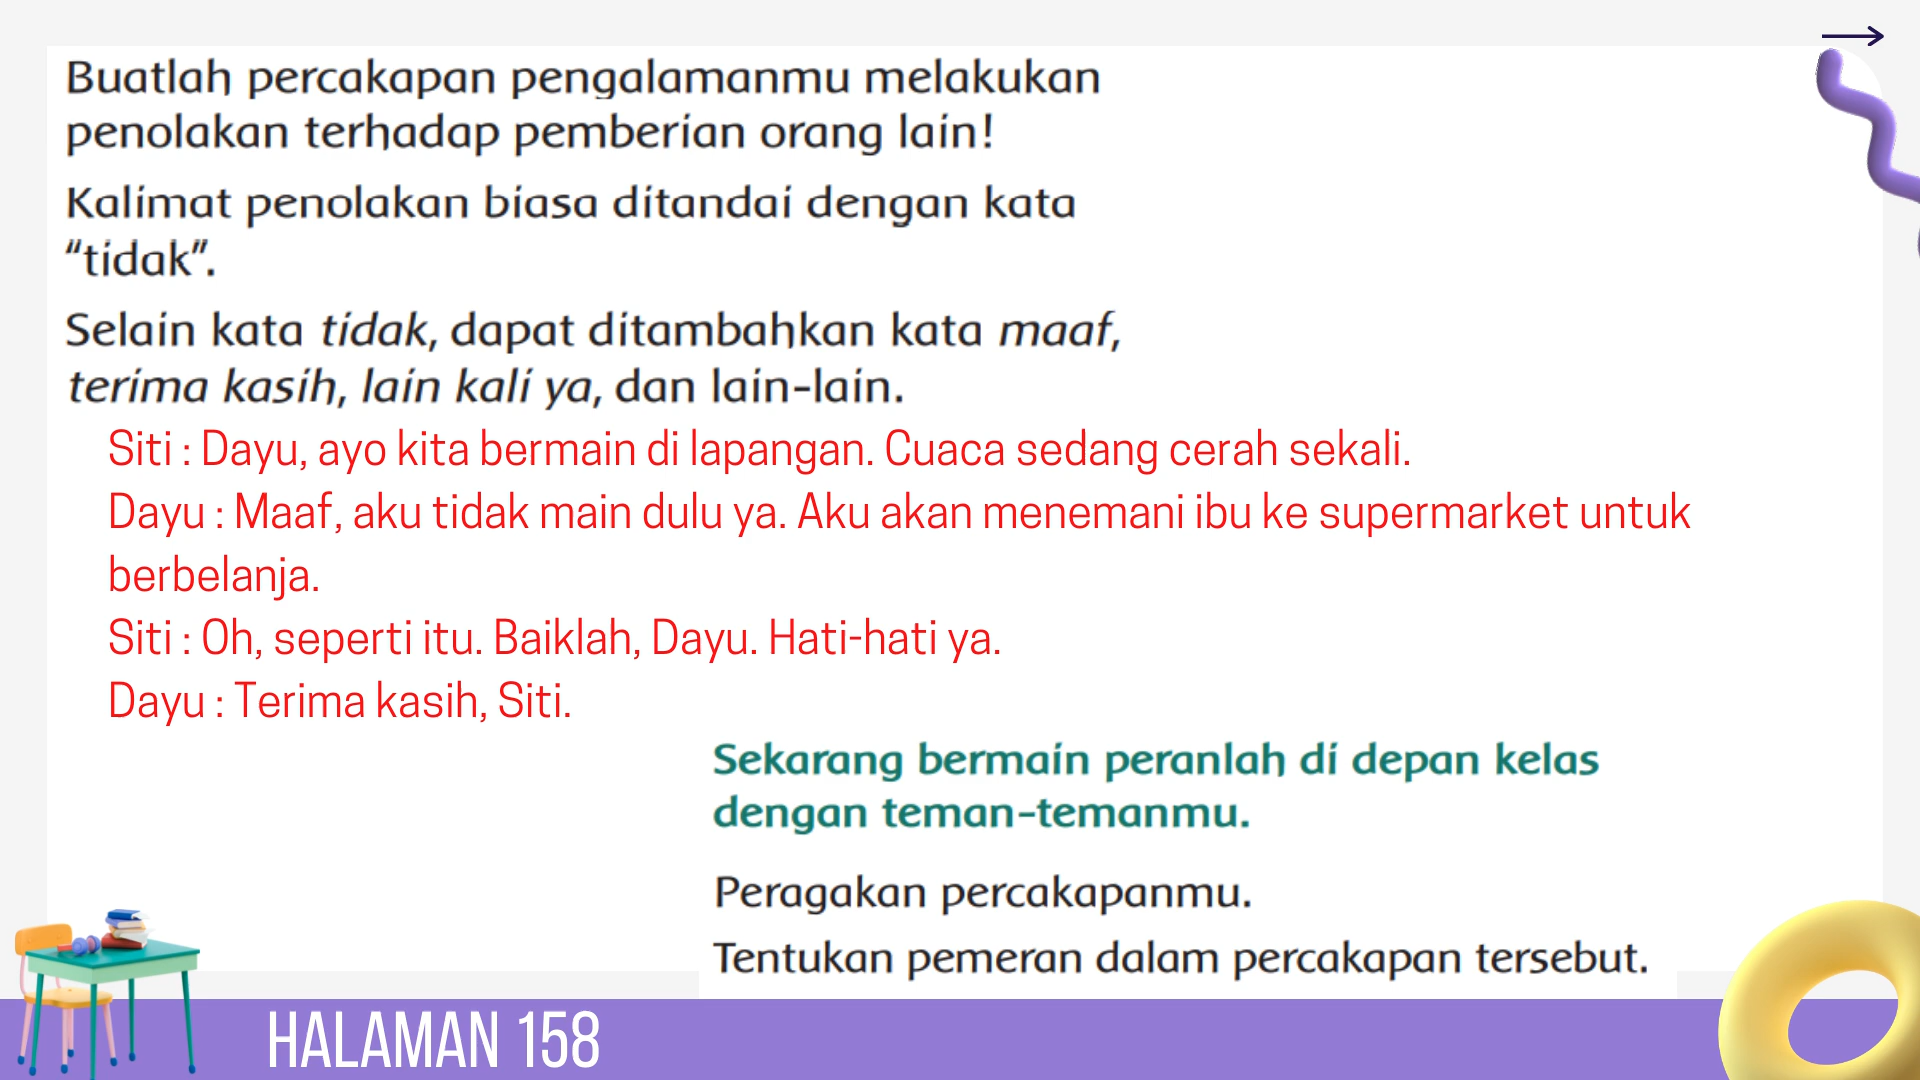 Buatlah percakapan pengalamanmu melakukan
penolakan terhadap pemberian orang lain!
Kalimat penolakan biasa ditandai dengan kata
“tidak”.
Selain kata tidak, dapat ditambahkan kata maaf,
terima kasih, lain kali ya, dan lain-lain.
Siti : Dayu, ayo kita bermain di lapangan. Cuaca sedang cerah sekali.
Dayu : Maaf, aku tidak main dulu ya. Aku akan menemani ibu ke supermarket untuk
berbelanja.
Siti : Oh, seperti itu. Baiklah, Dayu. Hati-hati ya.
Dayu : Terima kasih, Siti.
Sekarang bermain peranlah di depan kelas
dengan teman-temanmu.
Peragakan percakapanmu.
Tentukan pemeran dalam percakapan tersebut.
HALAMAN 158